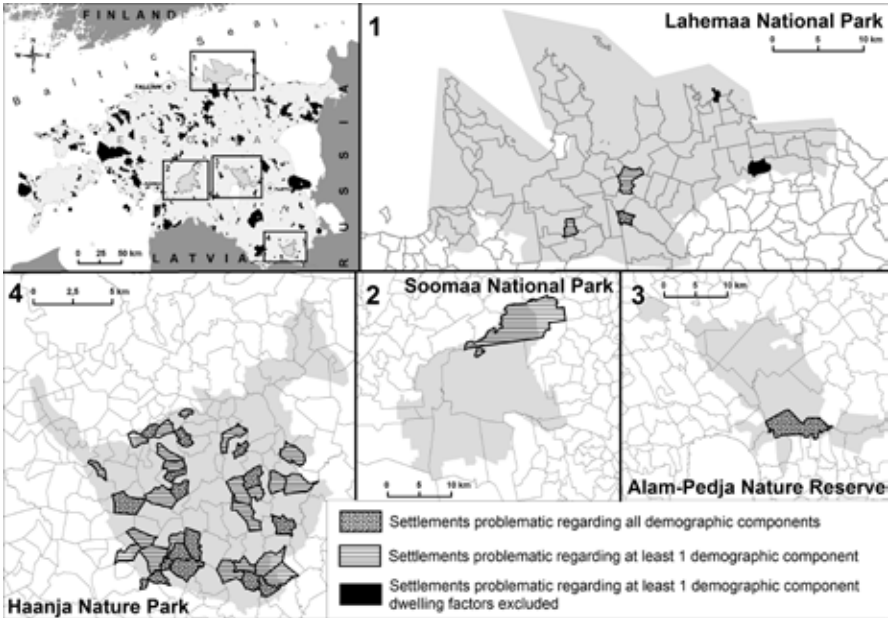 FINLAND
Baltic Sea
TALLINN
ESTONIA
RUSSIA
LATVIA
0 25 50 km
1
Lahemaa National Park
0 5 10 km
4
0 2,5 5 km
Haanja Nature Park
2
Soomaa National Park
0 5 10 km
3
0 5 10 km
Alam-Pedja Nature Reserve
Settlements problematic regarding all demographic components
Settlements problematic regarding at least 1 demographic component
Settlements problematic regarding at least 1 demographic component
dwelling factors excluded